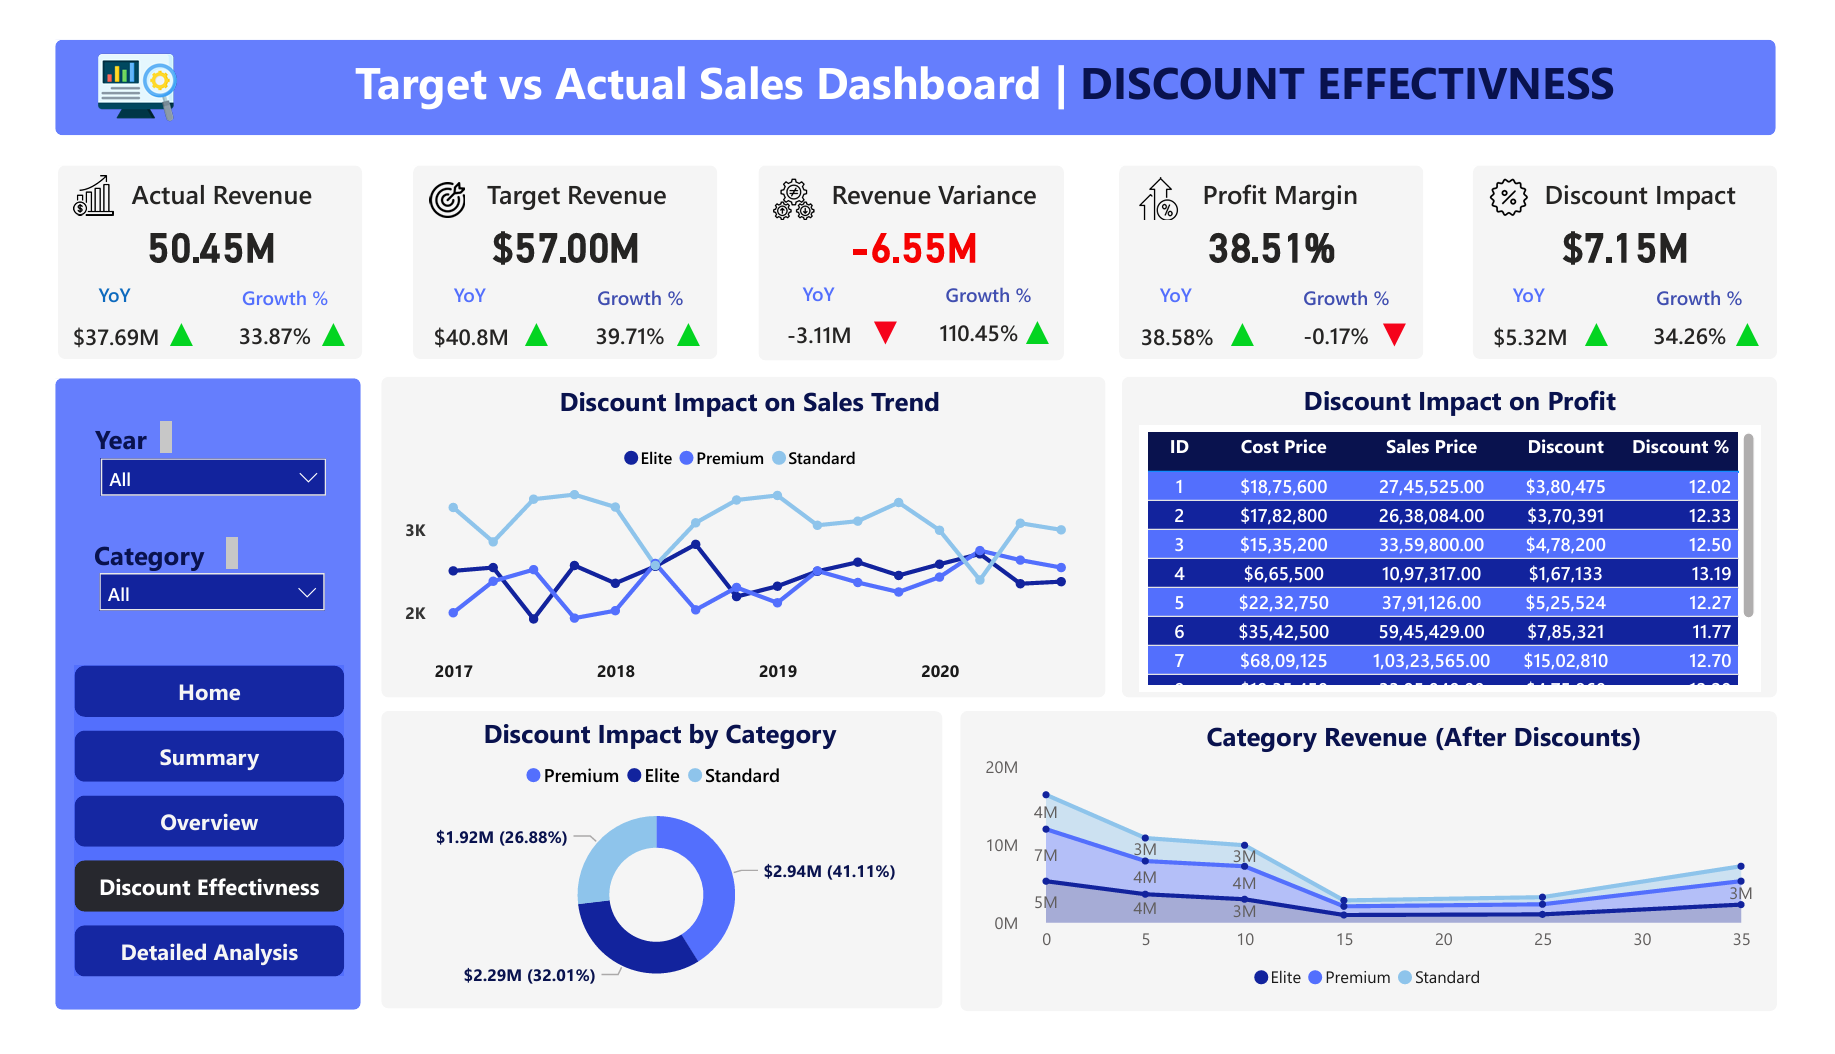 Target vs Actual Sales Dashboard | DISCOUNT EFFECTIVNESS
Actual Revenue
50.45M
YoY
Growth %
$37.69M
33.87%
Target Revenue
$57.00M
YoY
Growth %
$40.8M
39.71%
Revenue Variance
-6.55M
YoY
Growth %
-3.11M
110.45%
Profit Margin
38.51%
YoY
Growth %
38.58%
-0.17%
Discount Impact
$7.15M
YoY
Growth %
$5.32M
34.26%
Year
All
Category
All
Home
Summary
Overview
Discount Effectivness
Detailed Analysis
Discount Impact on Sales Trend
Elite Premium Standard
3K
2K
2017 2018 2019 2020
Discount Impact on Profit
ID Cost Price Sales Price Discount Discount %
1 $18,75,600 27,45,525.00 $3,80,475 12.02
2 $17,82,800 26,38,084.00 $3,70,391 12.33
3 $15,35,200 33,59,800.00 $4,78,200 12.50
4 $6,65,500 10,97,317.00 $1,67,133 13.19
5 $22,32,750 37,91,126.00 $5,25,524 12.27
6 $35,42,500 59,45,429.00 $7,85,321 11.77
7 $68,09,125 1,03,23,565.00 $15,02,810 12.70
Discount Impact by Category
Premium Elite Standard
$1.92M (26.88%)
$2.94M (41.11%)
$2.29M (32.01%)
Category Revenue (After Discounts)
20M
10M
0M
4M
7M
5M
3M
4M
4M
3M
4M
3M
3M
0 5 10 15 20 25 30 35
Elite Premium Standard